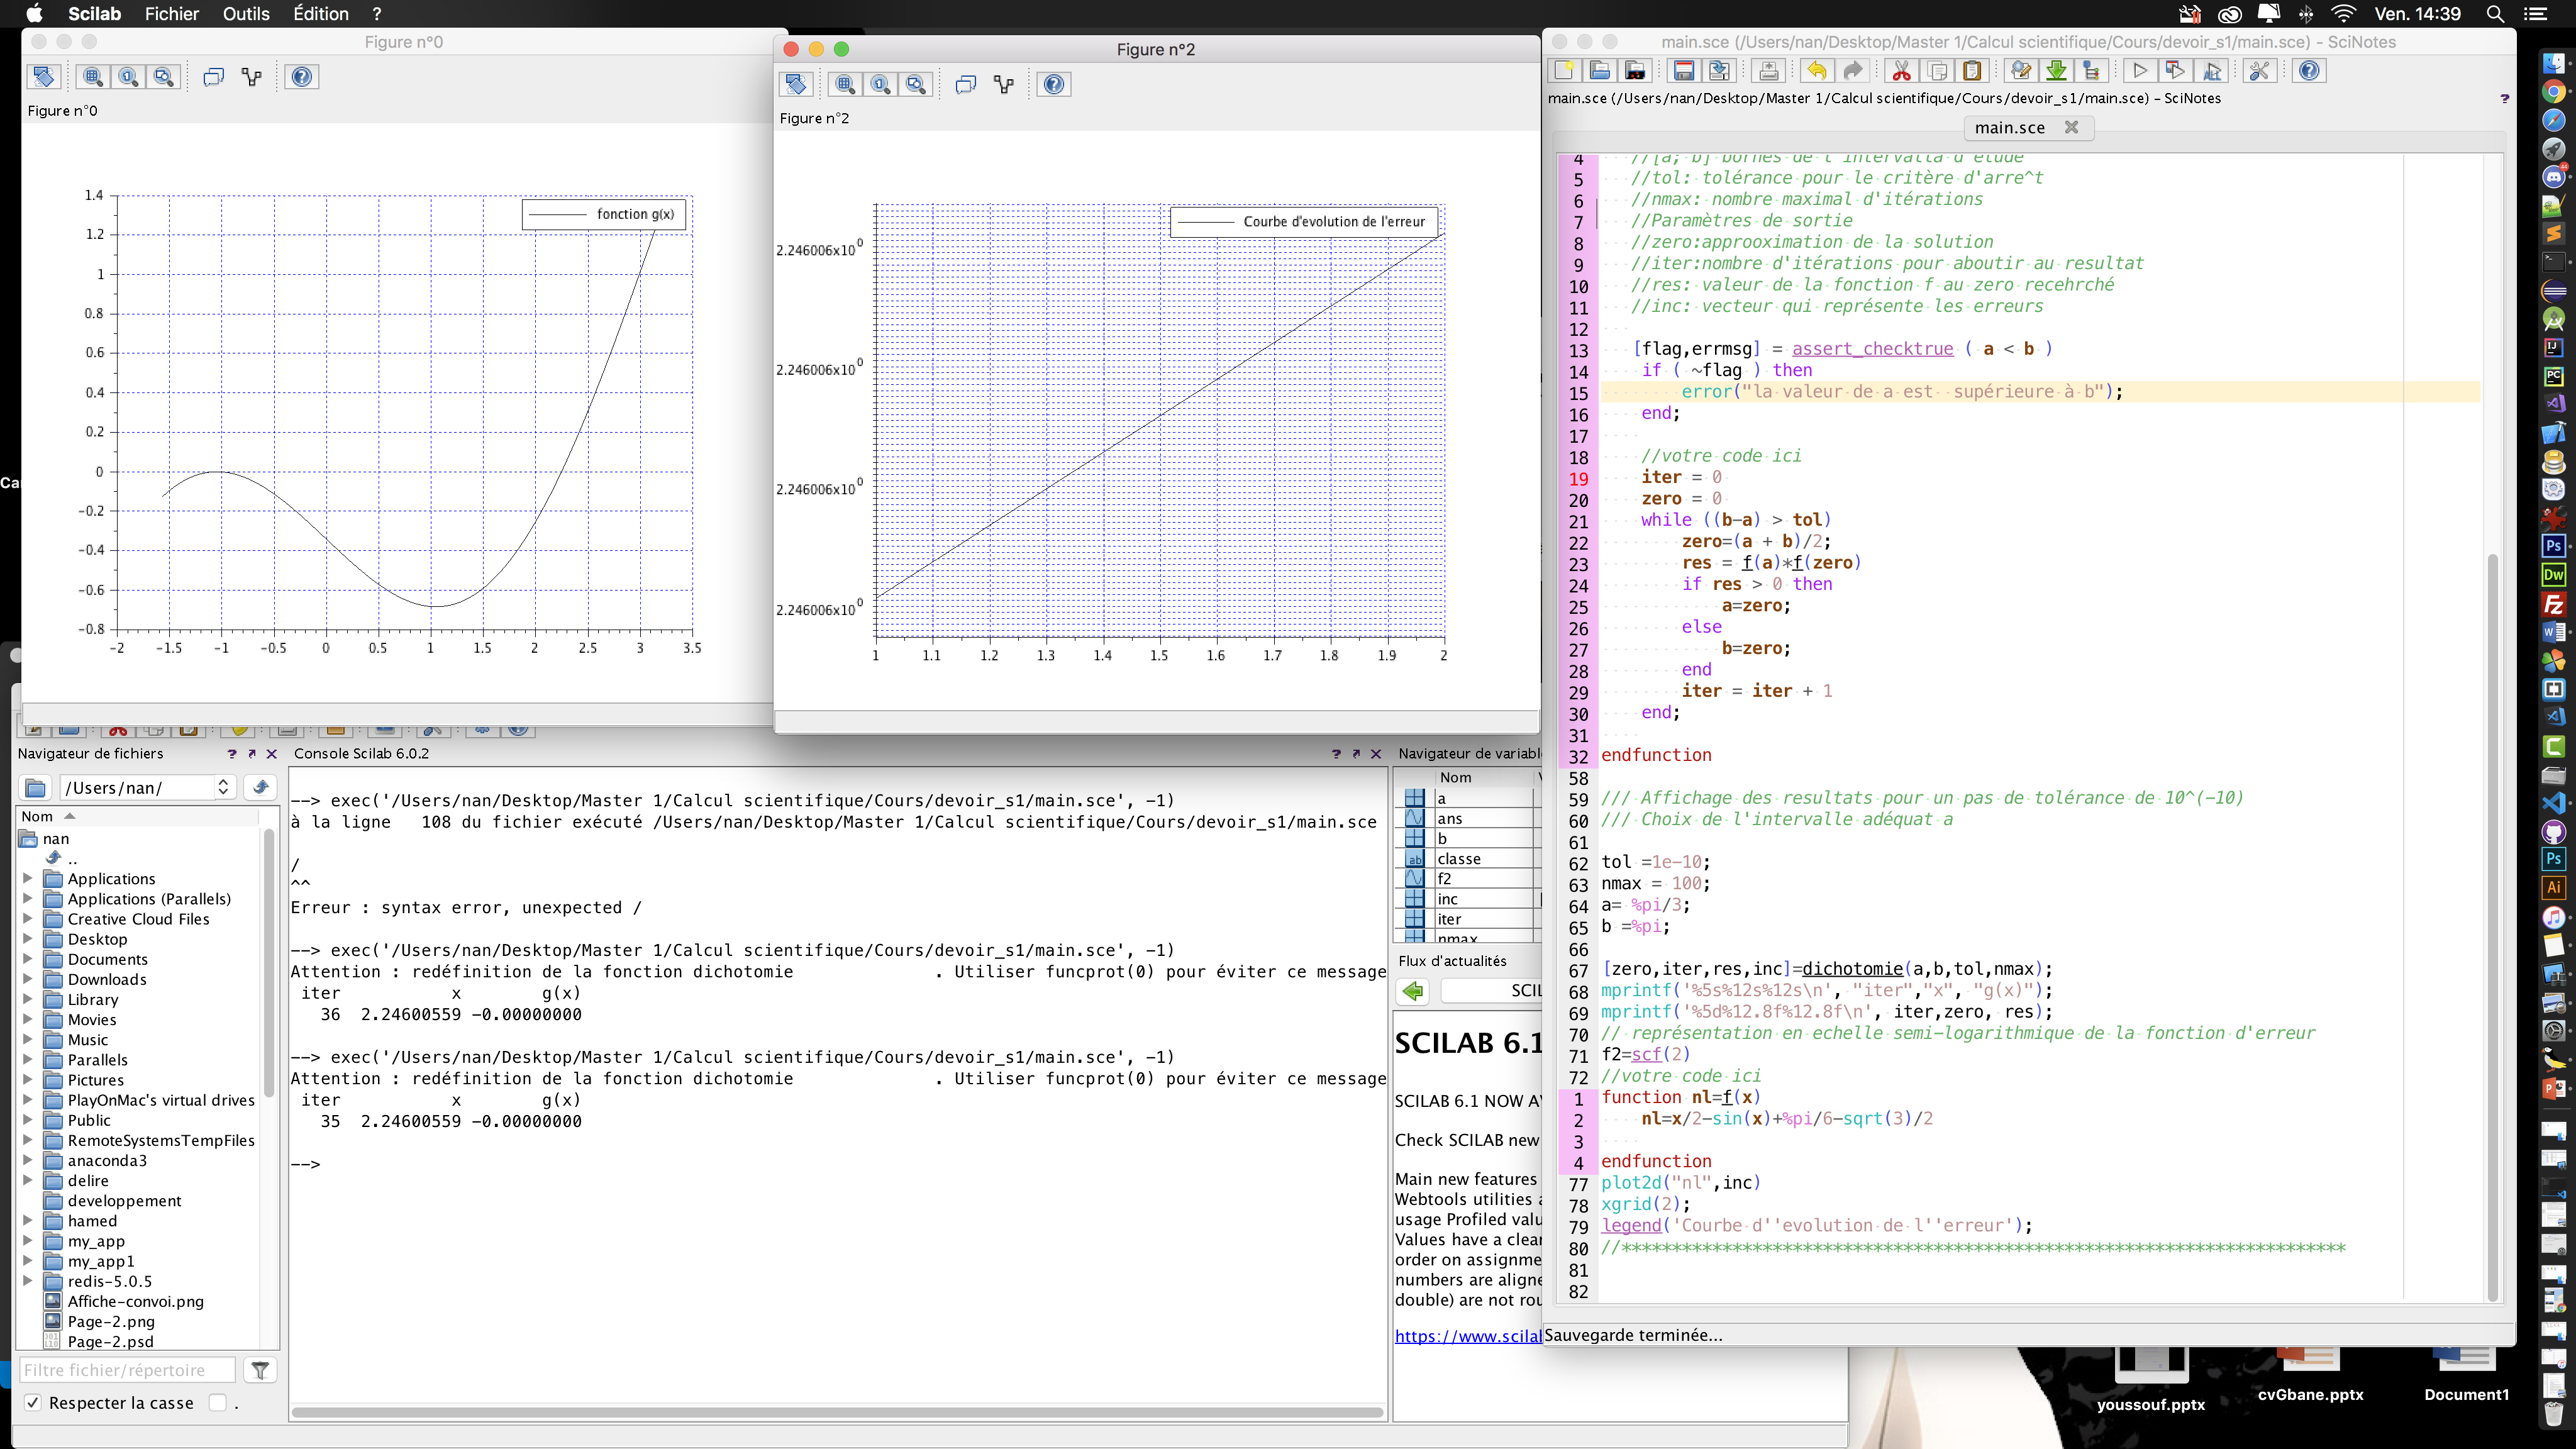 Scilab Fichier Outils Édition ?
Ven. 14:39
Figure n°0
Figure n°0
fonction g(x)
1.4
1.2
1
0.8
0.6
0.4
0.2
0
-0.2
-0.4
-0.6
-0.8
-2 -1.5 -1 -0.5 0 0.5 1 1.5 2 2.5 3 3.5
Figure n°2
Figure n°2
Courbe d'evolution de l'erreur
2.246006x10^0
2.246006x10^0
2.246006x10^0
2.246006x10^0
1 1.1 1.2 1.3 1.4 1.5 1.6 1.7 1.8 1.9 2
main.sce (/Users/nan/Desktop/Master 1/Calcul scientifique/Cours/devoir_s1/main.sce) - SciNotes
main.sce (/Users/nan/Desktop/Master 1/Calcul scientifique/Cours/devoir_s1/main.sce) - SciNotes
?
main.sce
4 //[a; b] bornes de l'intervalla d'étude
5 //tol: tolérance pour le critère d'arre^t
6 //nmax: nombre maximal d'itérations
7 //Paramètres de sortie
8 //zero:approoximation de la solution
9 //iter:nombre d'itérations pour aboutir au resultat
10 //res: valeur de la fonction f au zero recehrché
11 //inc: vecteur qui représente les erreurs
12
13 [flag,errmsg] = assert_checktrue ( a < b )
14 if ( ~flag ) then
15 error("la valeur de a est  supérieure à b");
16 end;
17
18 //votre code ici
19 iter = 0
20 zero = 0
21 while ((b-a) > tol)
22 zero=(a + b)/2;
23 res = f(a)*f(zero)
24 if res > 0 then
25 a=zero;
26 else
27 b=zero;
28 end
29 iter = iter + 1
30 end;
31
32 endfunction
58
59 /// Affichage des resultats pour un pas de tolérance de 10^(-10)
60 /// Choix de l'intervalle adéquat a
61
62 tol =1e-10;
63 nmax = 100;
64 a= %pi/3;
65 b =%pi;
66
67 [zero,iter,res,inc]=dichotomie(a,b,tol,nmax);
68 mprintf('%5s%12s%12s\n', "iter","x", "g(x)");
69 mprintf('%5d%12.8f%12.8f\n', iter,zero, res);
70 // représentation en echelle semi-logarithmique de la fonction d'erreur
71 f2=scf(2)
72 //votre code ici
1 function nl=f(x)
2 nl=x/2-sin(x)+%pi/6-sqrt(3)/2
3
4 endfunction
77 plot2d("nl",inc)
78 xgrid(2);
79 legend('Courbe d''evolution de l''erreur');
80 //************************************************************************
81
82
Sauvegarde terminée...
Navigateur de fichiers ?
/Users/nan/
Nom
nan
..
Applications
Applications (Parallels)
Creative Cloud Files
Desktop
Documents
Downloads
Library
Movies
Music
Parallels
Pictures
PlayOnMac's virtual drives
Public
RemoteSystemsTempFiles
anaconda3
delire
developpement
hamed
my_app
my_app1
redis-5.0.5
Affiche-convoi.png
Page-2.png
Page-2.psd
Filtre fichier/répertoire
Respecter la casse .
Console Scilab 6.0.2 ?
--> exec('/Users/nan/Desktop/Master 1/Calcul scientifique/Cours/devoir_s1/main.sce', -1)
à la ligne   108 du fichier exécuté /Users/nan/Desktop/Master 1/Calcul scientifique/Cours/devoir_s1/main.sce
/
^^
Erreur : syntax error, unexpected /
--> exec('/Users/nan/Desktop/Master 1/Calcul scientifique/Cours/devoir_s1/main.sce', -1)
Attention : redéfinition de la fonction dichotomie . Utiliser funcprot(0) pour éviter ce message
iter x g(x)
36 2.24600559 -0.00000000
--> exec('/Users/nan/Desktop/Master 1/Calcul scientifique/Cours/devoir_s1/main.sce', -1)
Attention : redéfinition de la fonction dichotomie . Utiliser funcprot(0) pour éviter ce message
iter x g(x)
35 2.24600559 -0.00000000
-->
Navigateur de variabl
Nom
a
ans
b
classe
f2
inc
iter
nmax
Flux d'actualités
SCIL
SCILAB 6.1
SCILAB 6.1 NOW A
Check SCILAB new
Main new features
Webtools utilities a
usage Profiled valu
Values have a clea
order on assignme
numbers are aligne
double) are not rou
https://www.scilab
youssouf.pptx
cvGbane.pptx
Document1
Ca
IJ
PC
Ps
Dw
Fz
W
Ps
Ai